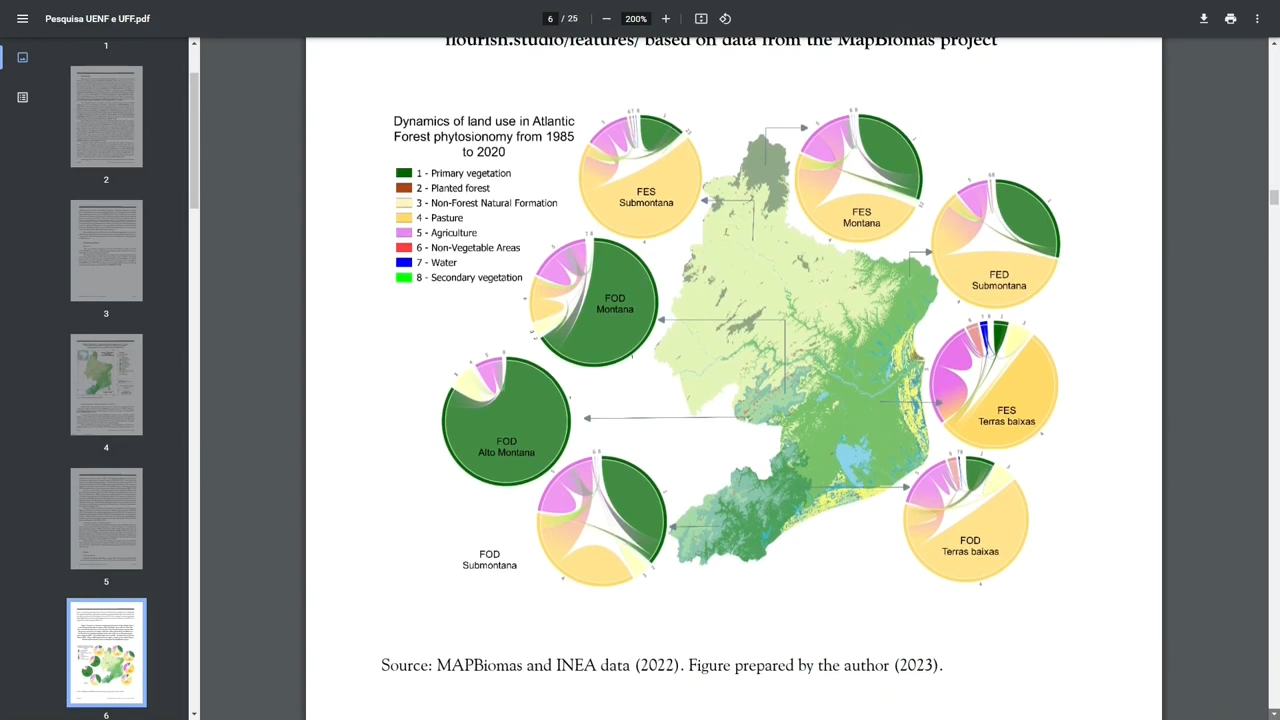 Pesquisa UENF e UFF.pdf
6 / 25
200%
1
2
3
4
5
6
flourish.studio/features/ based on data from the MapBiomas project
Dynamics of land use in Atlantic
Forest phytosionomy from 1985
to 2020
1 - Primary vegetation
2 - Planted forest
3 - Non-Forest Natural Formation
4 - Pasture
5 - Agriculture
6 - Non-Vegetable Areas
7 - Water
8 - Secondary vegetation
FES
Submontana
FES
Montana
FED
Submontana
FOD
Montana
FES
Terras baixas
FOD
Alto Montana
FOD
Submontana
FOD
Terras baixas
Source: MAPBiomas and INEA data (2022). Figure prepared by the author (2023).